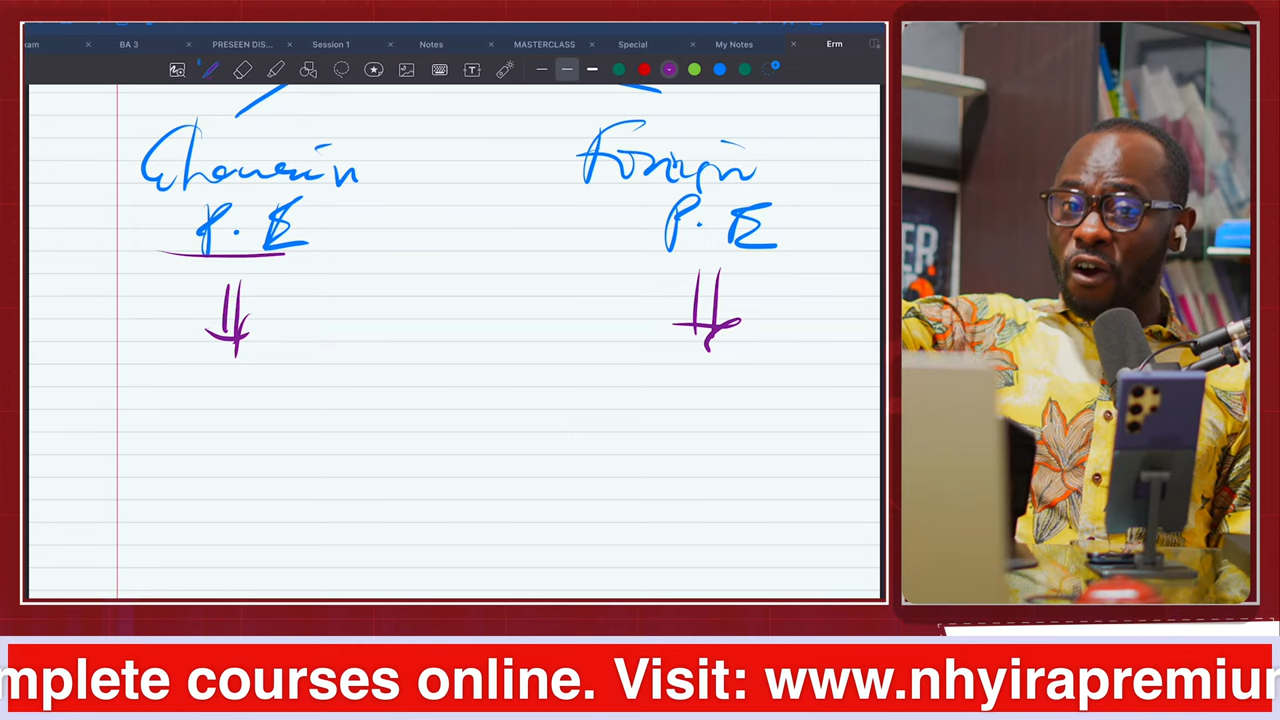 am BA 3 PRESEEN DIS... Session 1 Notes MASTERCLASS Special My Notes Erm
Ghanaian Foreign
P.E P.E
ER
mplete courses online. Visit: www.nhyirapremiu